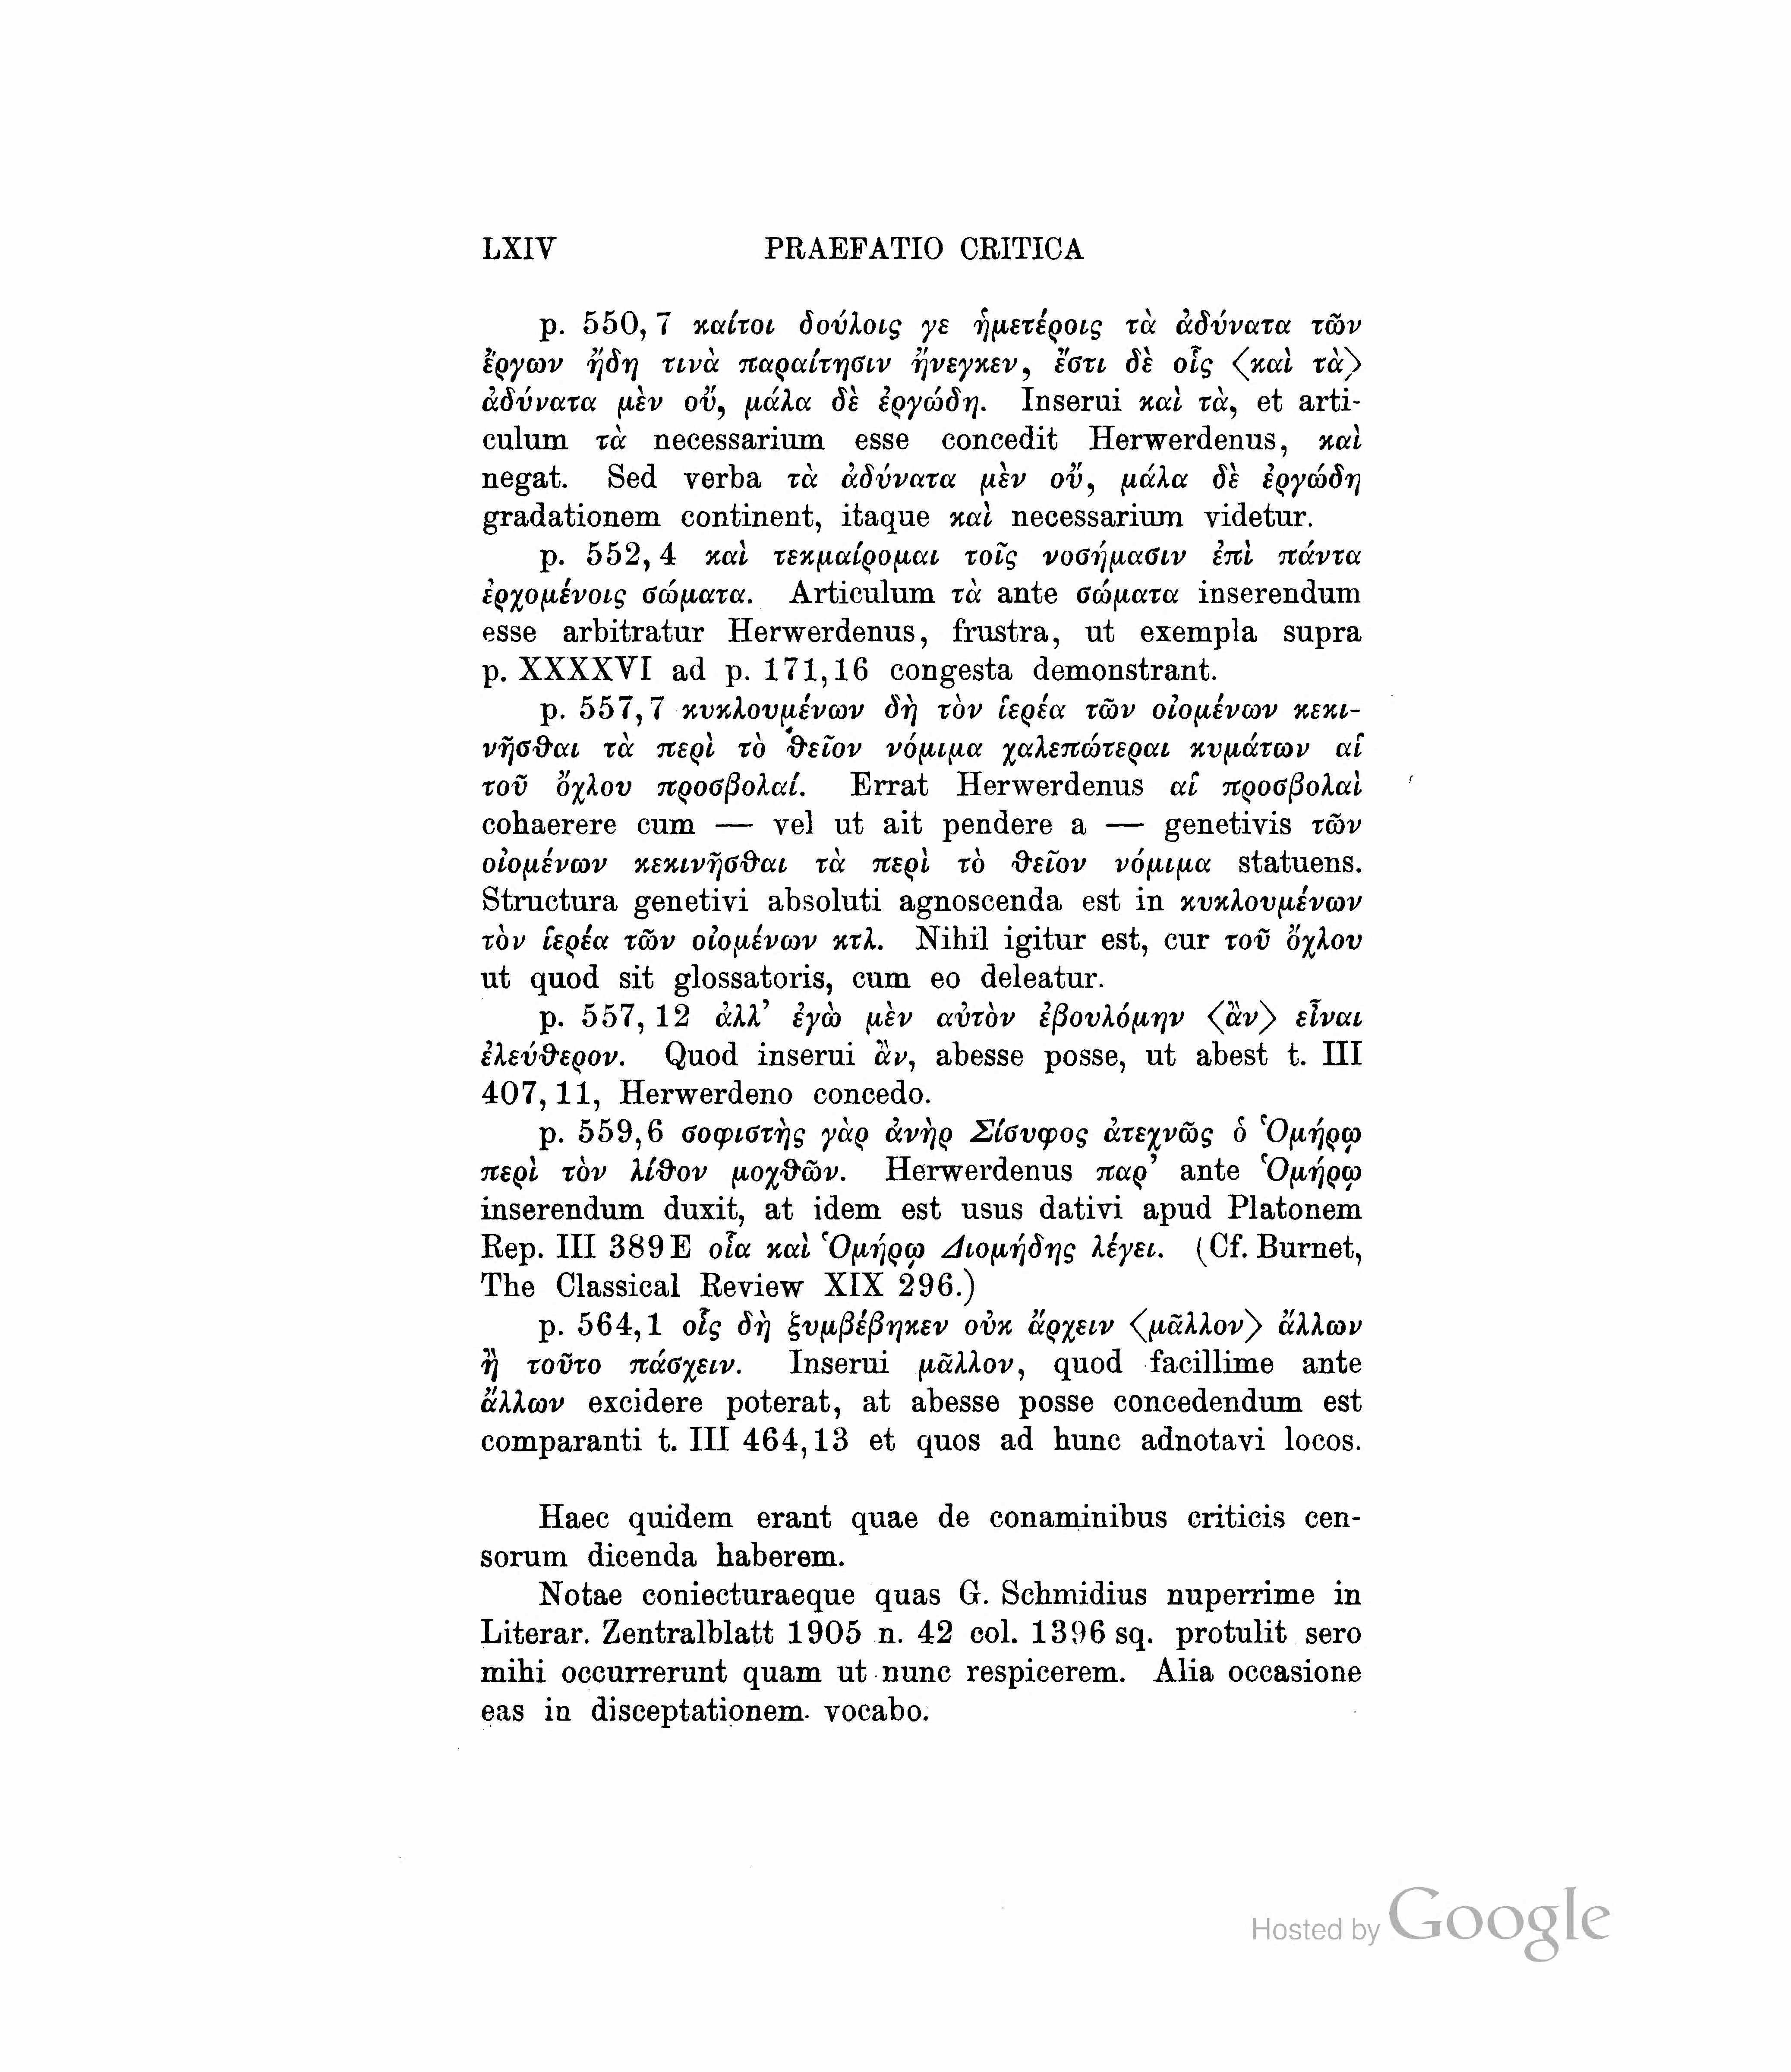 LXIV PRAEFATIO CRITICA
p. 550, 7 καίτοι δούλοις γε ἡμετέροις τὰ ἀδύνατα τῶν
ἔργων ἤδη τινὰ παραίτησιν ἤνεγκεν, ἔστι δὲ οἷς ⟨καὶ τὰ⟩
ἀδύνατα μὲν οὔ, μάλα δὲ ἐργώδη. Inserui καὶ τὰ, et arti-
culum τὰ necessarium esse concedit Herwerdenus, καὶ
negat. Sed verba τὰ ἀδύνατα μὲν οὔ, μάλα δὲ ἐργώδη
gradationem continent, itaque καὶ necessarium videtur.
p. 552, 4 καὶ τεκμαίρομαι τοῖς νοσήμασιν ἐπὶ πάντα
ἐρχομένοις σώματα. Articulum τὰ ante σώματα inserendum
esse arbitratur Herwerdenus, frustra, ut exempla supra
p. XXXXVI ad p. 171,16 congesta demonstrant.
p. 557,7 κυκλουμένων δὴ τὸν ἱερέα τῶν οἰομένων κεκι-
νῆσθαι τὰ περὶ τὸ θεῖον νόμιμα χαλεπώτεραι κυμάτων αἱ
τοῦ ὄχλου προσβολαί. Errat Herwerdenus αἱ προσβολαὶ
cohaerere cum — vel ut ait pendere a — genetivis τῶν
οἰομένων κεκινῆσθαι τὰ περὶ τὸ θεῖον νόμιμα statuens.
Structura genetivi absoluti agnoscenda est in κυκλουμένων
τὸν ἱερέα τῶν οἰομένων κτλ. Nihil igitur est, cur τοῦ ὄχλου
ut quod sit glossatoris, cum eo deleatur.
p. 557, 12 ἀλλ’ ἐγὼ μὲν αὐτὸν ἐβουλόμην ⟨ἂν⟩ εἶναι
ἐλεύθερον. Quod inserui ἂν, abesse posse, ut abest t. III
407, 11, Herwerdeno concedo.
p. 559,6 σοφιστὴς γὰρ ἀνὴρ Σίσυφος ἀτεχνῶς ὁ Ὁμήρῳ
περὶ τὸν λίθον μοχθῶν. Herwerdenus παρ’ ante Ὁμήρῳ
inserendum duxit, at idem est usus dativi apud Platonem
Rep. III 389E οἷα καὶ Ὁμήρῳ Διομήδης λέγει. (Cf. Burnet,
The Classical Review XIX 296.)
p. 564,1 οἷς δὴ ξυμβέβηκεν οὐκ ἄρχειν ⟨μᾶλλον⟩ ἄλλων
ἢ τοῦτο πάσχειν. Inserui μᾶλλον, quod facillime ante
ἄλλων excidere poterat, at abesse posse concedendum est
comparanti t. III 464,13 et quos ad hunc adnotavi locos.
Haec quidem erant quae de conaminibus criticis cen-
sorum dicenda haberem.
Notae coniecturaeque quas G. Schmidius nuperrime in
Literar. Zentralblatt 1905 n. 42 col. 1396 sq. protulit sero
mihi occurrerunt quam ut nunc respicerem. Alia occasione
eas in disceptationem vocabo.
Hosted by Google